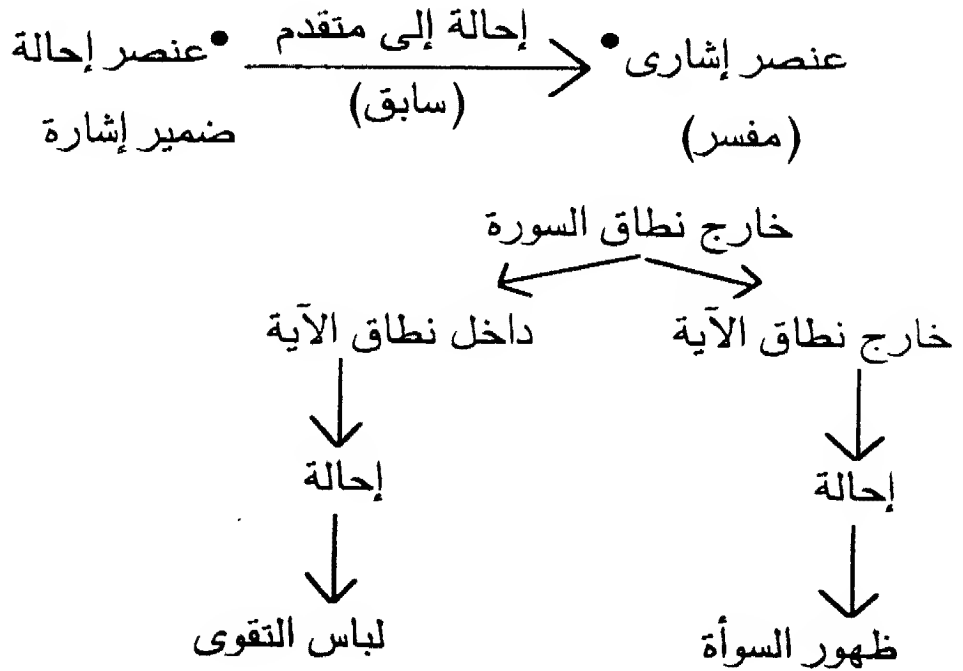 عنصر إشارى• إحالة إلى متقدم •عنصر إحالة
(مفسر) (سابق) ضمير إشارة
خارج نطاق السورة
خارج نطاق الآية داخل نطاق الآية
إحالة إحالة
ظهور السوأة لباس التقوى